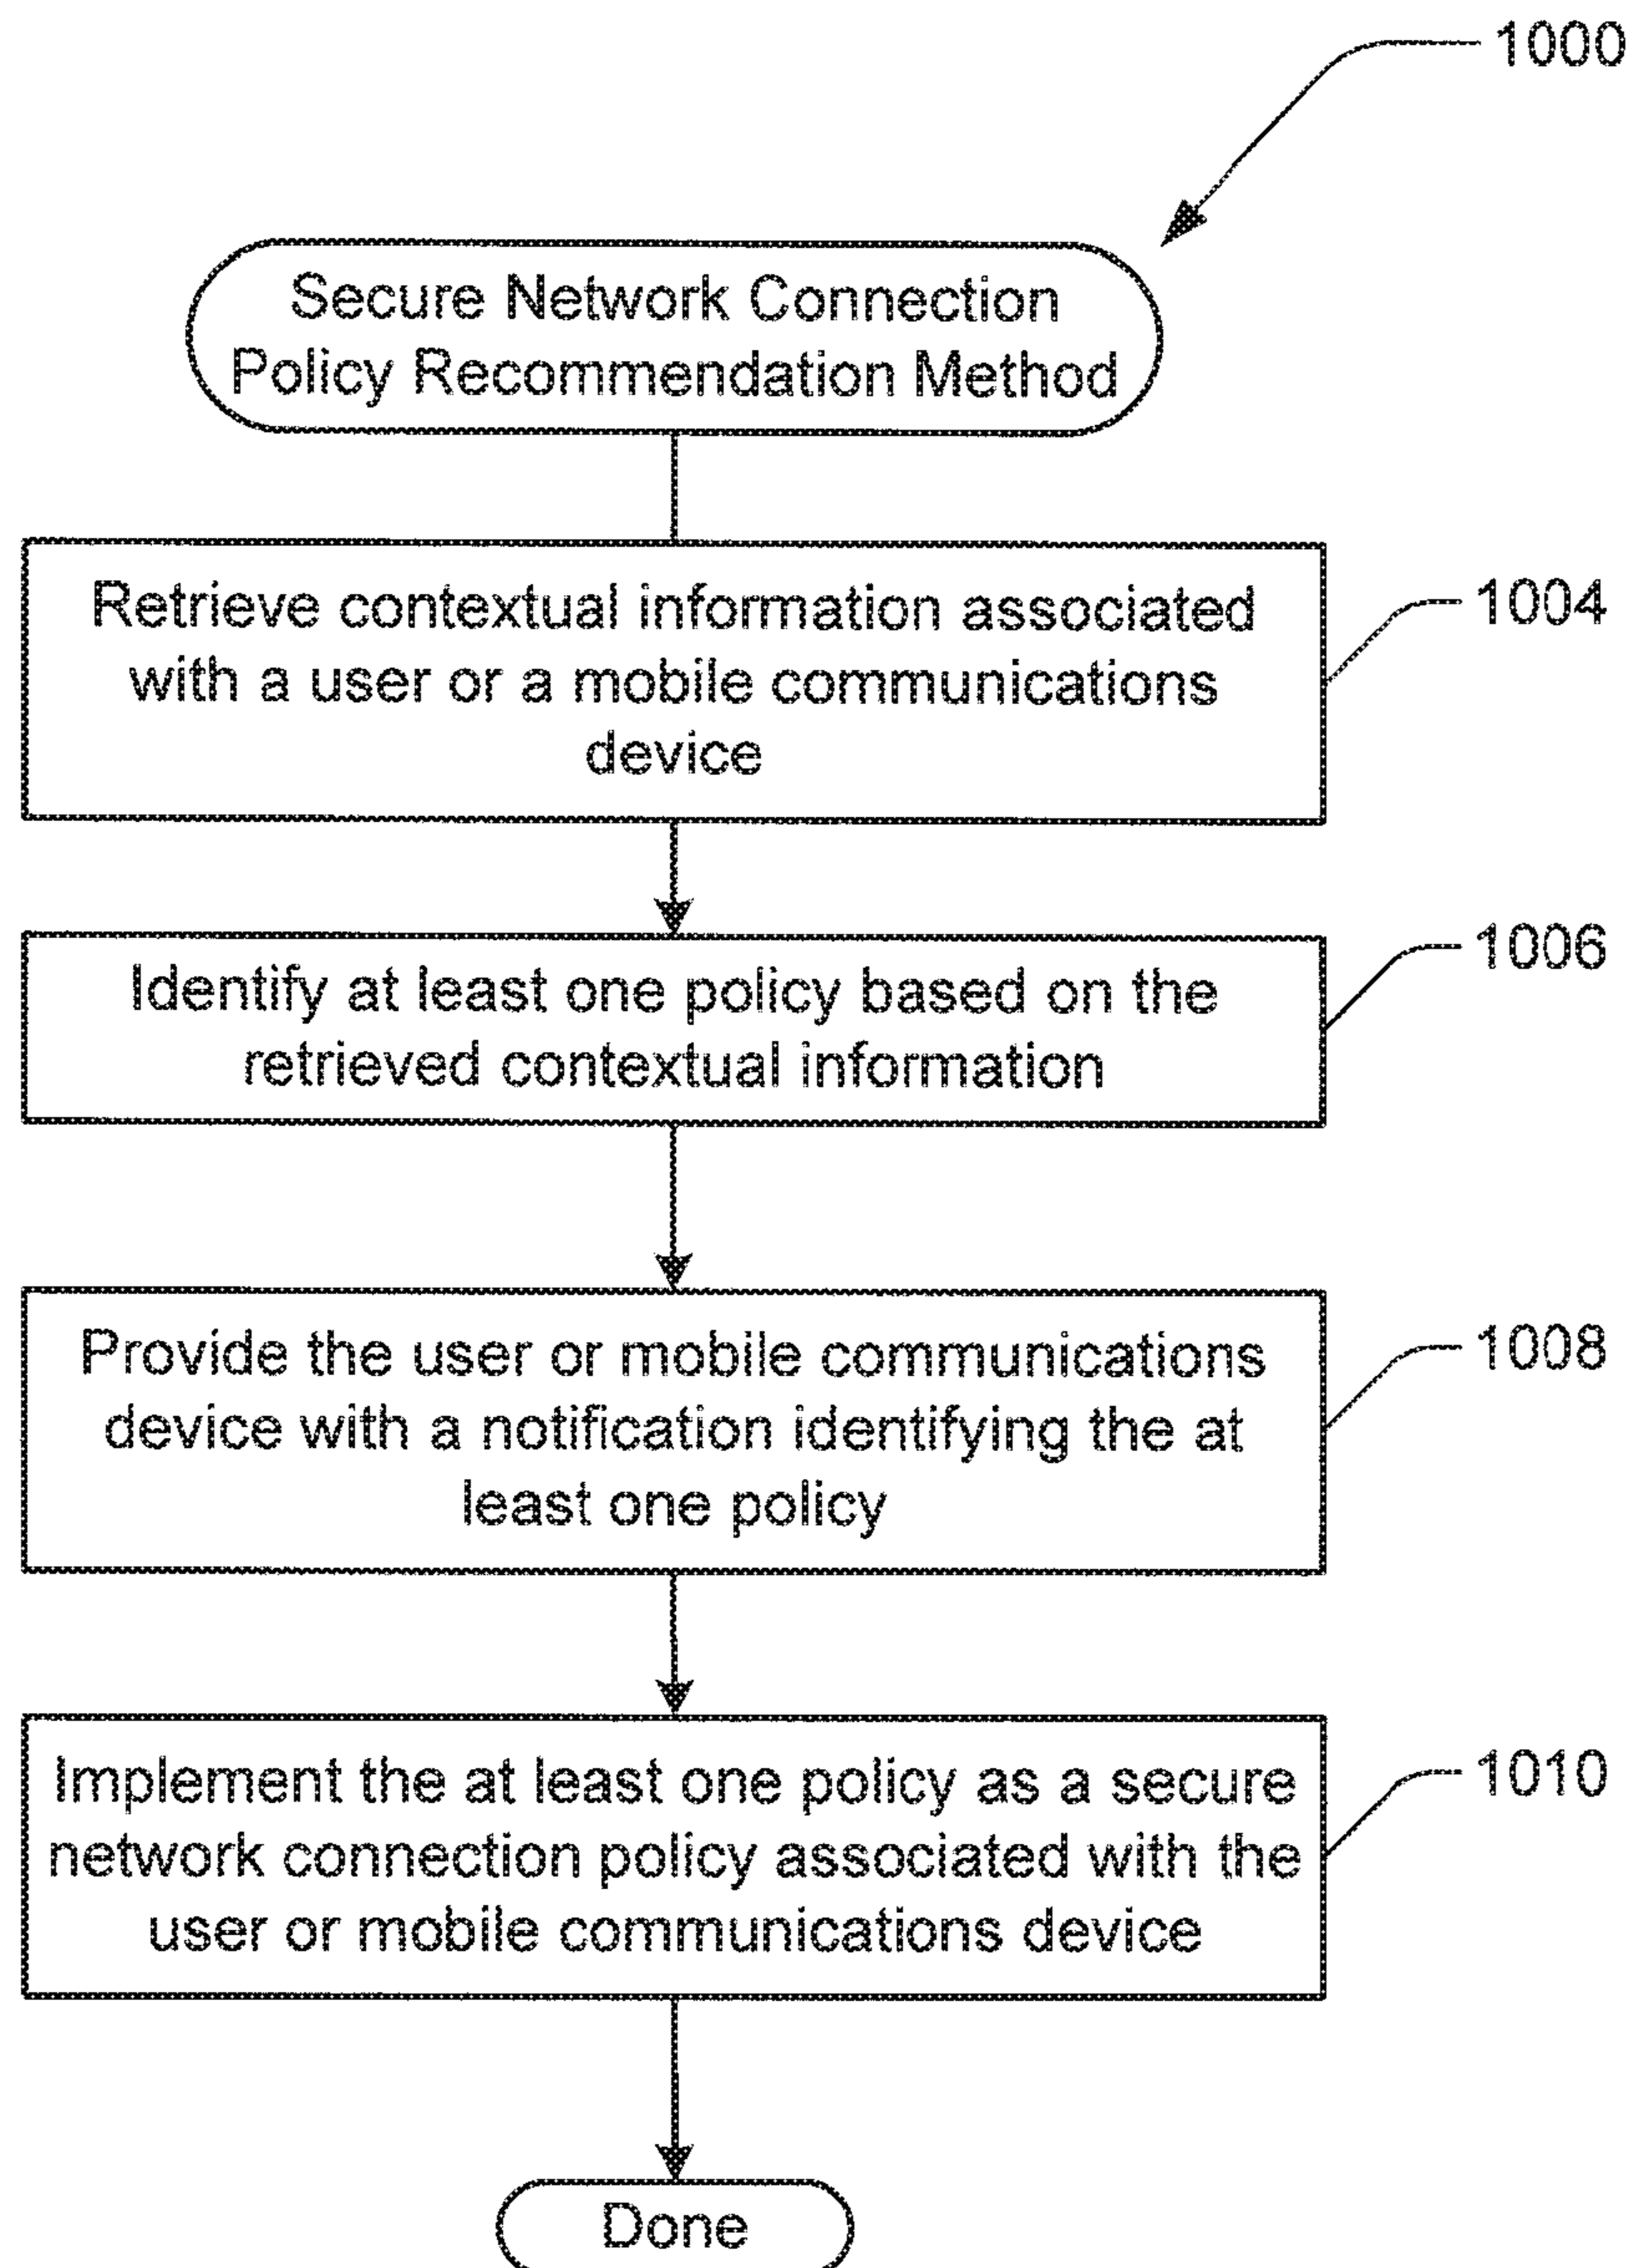 1000
Secure Network Connection
Policy Recommendation Method
Retrieve contextual information associated
with a user or a mobile communications
device
1004
Identify at least one policy based on the
retrieved contextual information
1006
Provide the user or mobile communications
device with a notification identifying the at
least one policy
1008
Implement the at least one policy as a secure
network connection policy associated with the
user or mobile communications device
1010
Done